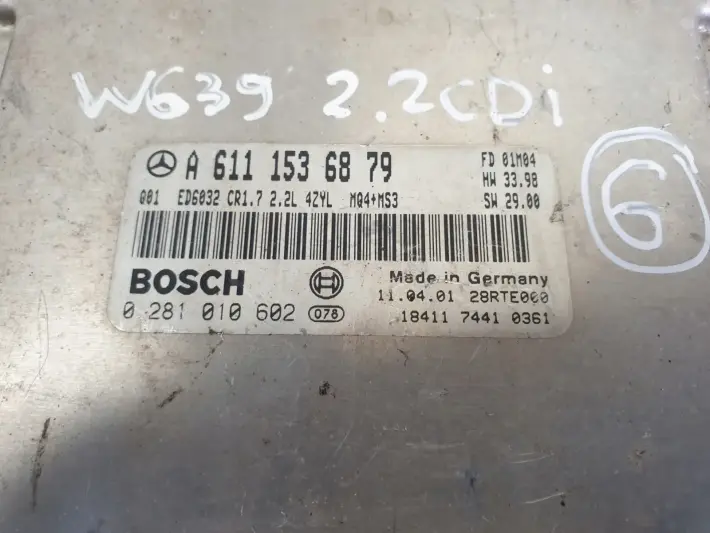 W639 2.2CDi
6
A 611 153 68 79
FD 01M04
HW 33.98
Q01 ED6032 CR1.7 2.2L 4ZYL MQ4+MS3
SW 29.00
BOSCH
Made in Germany
11.04.01 28RTE000
0 281 010 602 078
18411 7441 0361